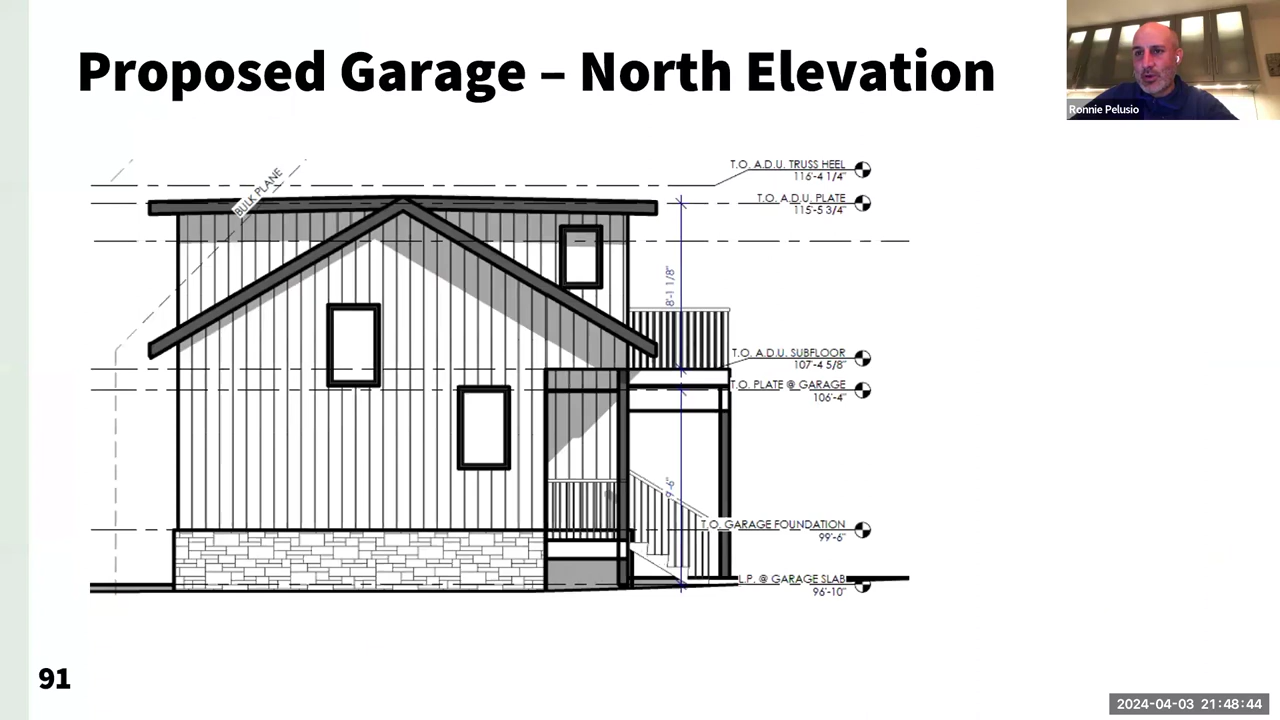 Proposed Garage – North Elevation
Ronnie Pelusio
BULK PLANE
T.O. A.D.U. TRUSS HEEL
116'-4 1/4"
T.O. A.D.U. PLATE
115'-5 3/4"
8'-1 1/8"
T.O. A.D.U. SUBFLOOR
107'-4 5/8"
T.O. PLATE @ GARAGE
106'-4"
9'-6"
T.O. GARAGE FOUNDATION
99'-6"
L.P. @ GARAGE SLAB
96'-10"
91
2024-04-03 21:48:44